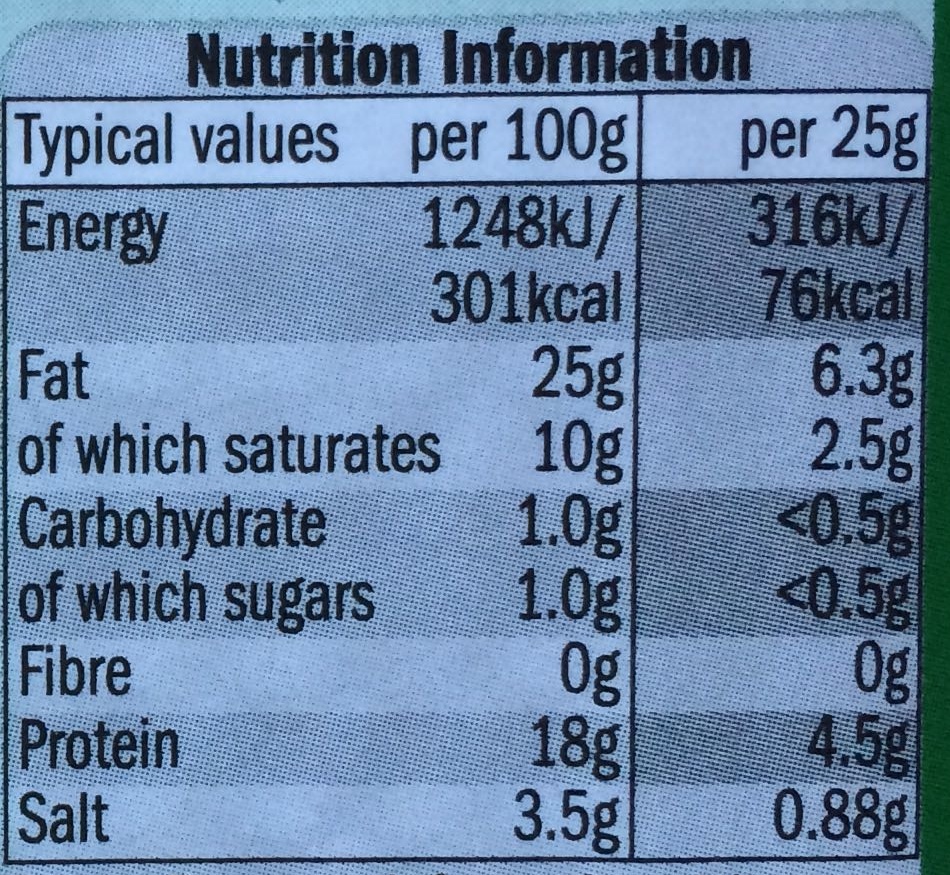 Nutrition Information
Typical values per 100g per 25g
Energy 1248kJ/ 316kJ/
301kcal 76kcal
Fat 25g 6.3g
of which saturates 10g 2.5g
Carbohydrate 1.0g <0.5g
of which sugars 1.0g <0.5g
Fibre 0g 0g
Protein 18g 4.5g
Salt 3.5g 0.88g